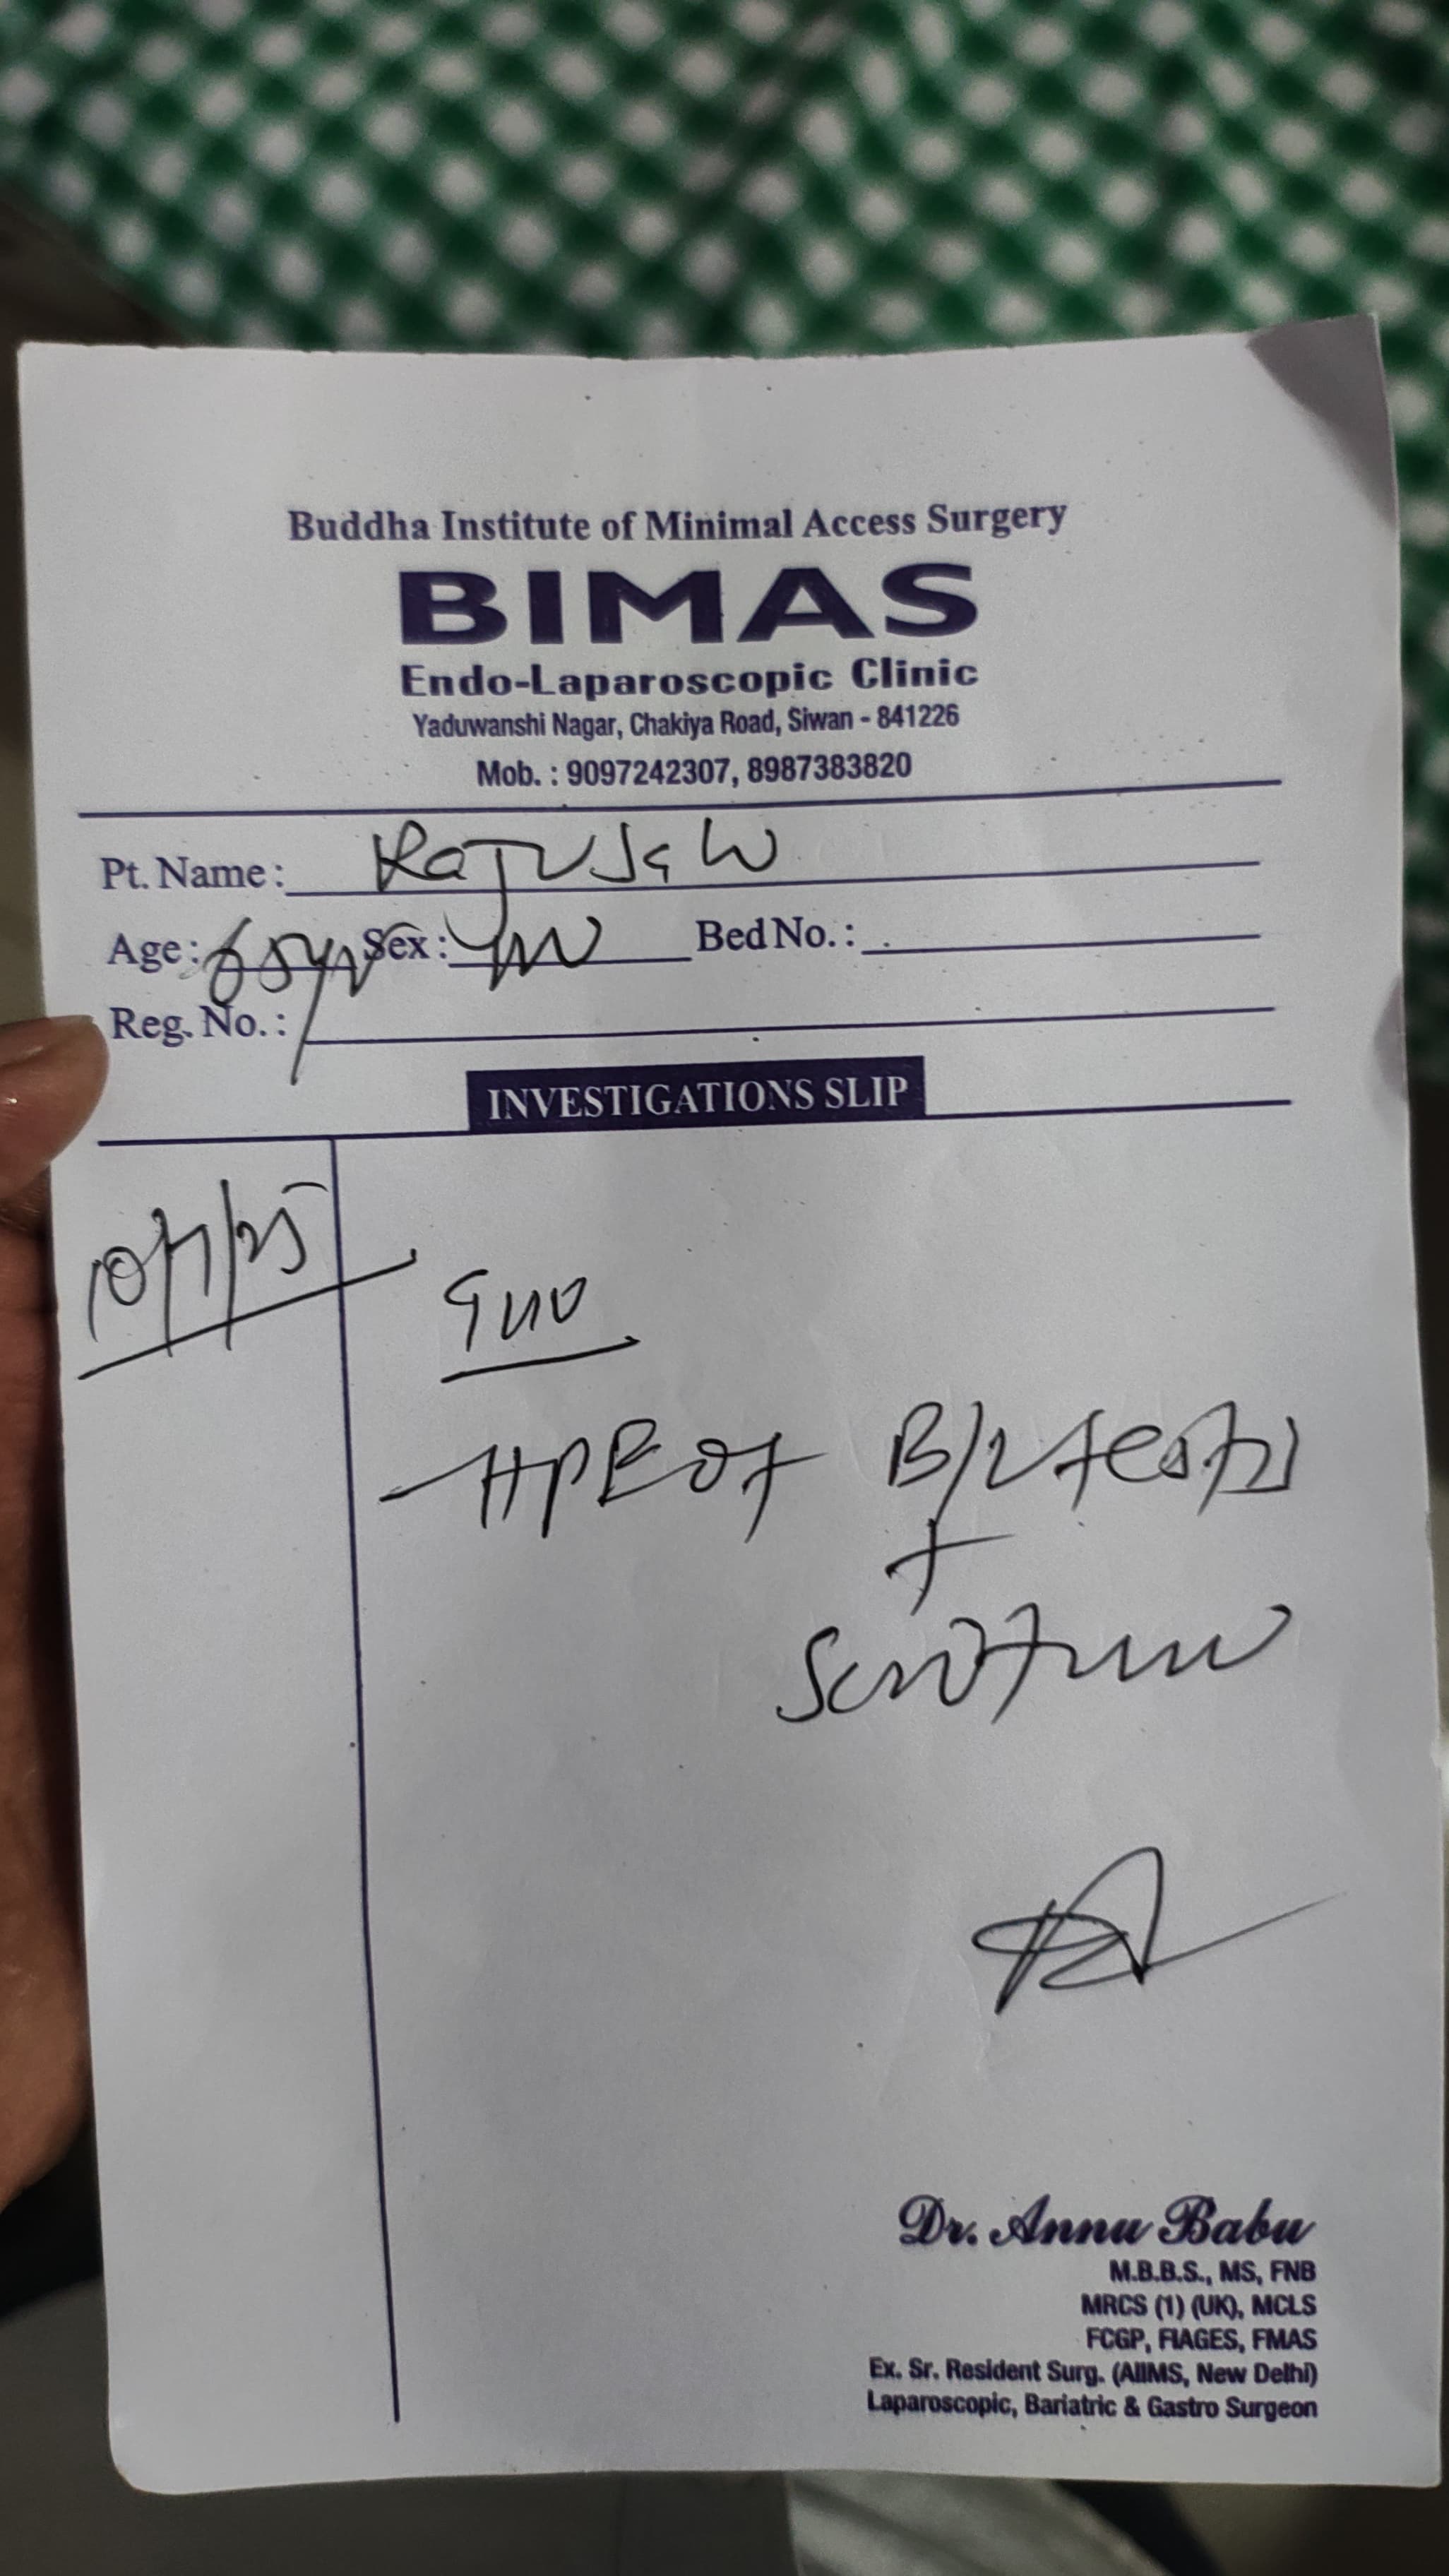 Buddha Institute of Minimal Access Surgery
BIMAS
Endo-Laparoscopic Clinic
Yaduwanshi Nagar, Chakiya Road, Siwan - 841226
Mob. : 9097242307, 8987383820
Pt. Name : Raju Sah
Age : 65yr Sex : m Bed No. :
Reg. No. :
INVESTIGATIONS SLIP
HPE of B/L testis
+
Scrotum
Dr. Annu Babu
M.B.B.S., MS, FNB
MRCS (1) (UK), MCLS
FCGP, FIAGES, FMAS
Ex. Sr. Resident Surg. (AIIMS, New Delhi)
Laparoscopic, Bariatric & Gastro Surgeon